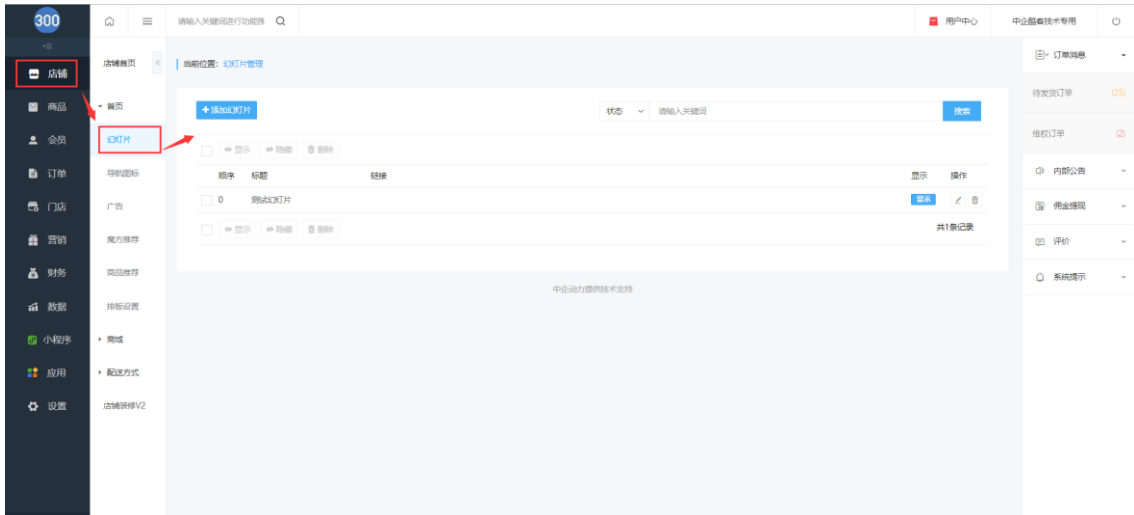 300
请输入关键词进行功能搜
用户中心
中企酷客技术专用
店铺
商品
会员
订单
门店
营销
财务
数据
小程序
应用
设置
店铺首页
首页
幻灯片
导航图标
广告
魔方推荐
商品推荐
排版设置
商城
配送方式
店铺装修V2
当前位置：幻灯片管理
添加幻灯片
状态
请输入关键词
搜索
显示 隐藏 删除
顺序 标题 链接 显示 操作
0 测试幻灯片 显示
显示 隐藏 删除
共1条记录
中企动力提供技术支持
订单消息
待发货订单 (25)
维权订单 (2)
内部公告
佣金提现
评价
系统提示